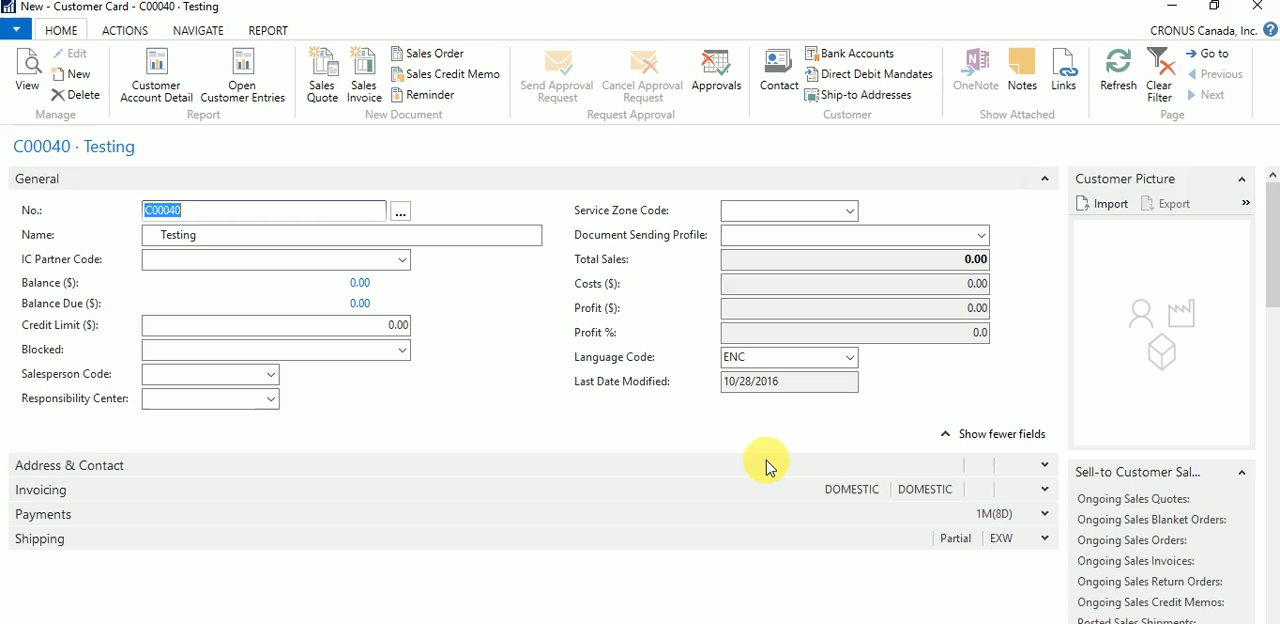 New - Customer Card - C00040 · Testing
HOME ACTIONS NAVIGATE REPORT CRONUS Canada, Inc. ?
View Edit New Delete
Manage
Customer Account Detail Open Customer Entries
Report
Sales Quote Sales Invoice Sales Order Sales Credit Memo Reminder
New Document
Send Approval Request Cancel Approval Request Approvals
Request Approval
Contact Bank Accounts Direct Debit Mandates Ship-to Addresses
Customer
OneNote Notes Links
Show Attached
Refresh Clear Filter Go to Previous Next
Page
C00040 · Testing
General
No.: C00040 ...
Name: Testing
IC Partner Code:
Balance ($): 0.00
Balance Due ($): 0.00
Credit Limit ($): 0.00
Blocked:
Salesperson Code:
Responsibility Center:
Service Zone Code:
Document Sending Profile:
Total Sales: 0.00
Costs ($): 0.00
Profit ($): 0.00
Profit %: 0.0
Language Code: ENC
Last Date Modified: 10/28/2016
Show fewer fields
Address & Contact
Invoicing DOMESTIC DOMESTIC
Payments 1M(8D)
Shipping Partial EXW
Customer Picture
Import Export »
Sell-to Customer Sal...
Ongoing Sales Quotes:
Ongoing Sales Blanket Orders:
Ongoing Sales Orders:
Ongoing Sales Invoices:
Ongoing Sales Return Orders:
Ongoing Sales Credit Memos:
Posted Sales Shipments: